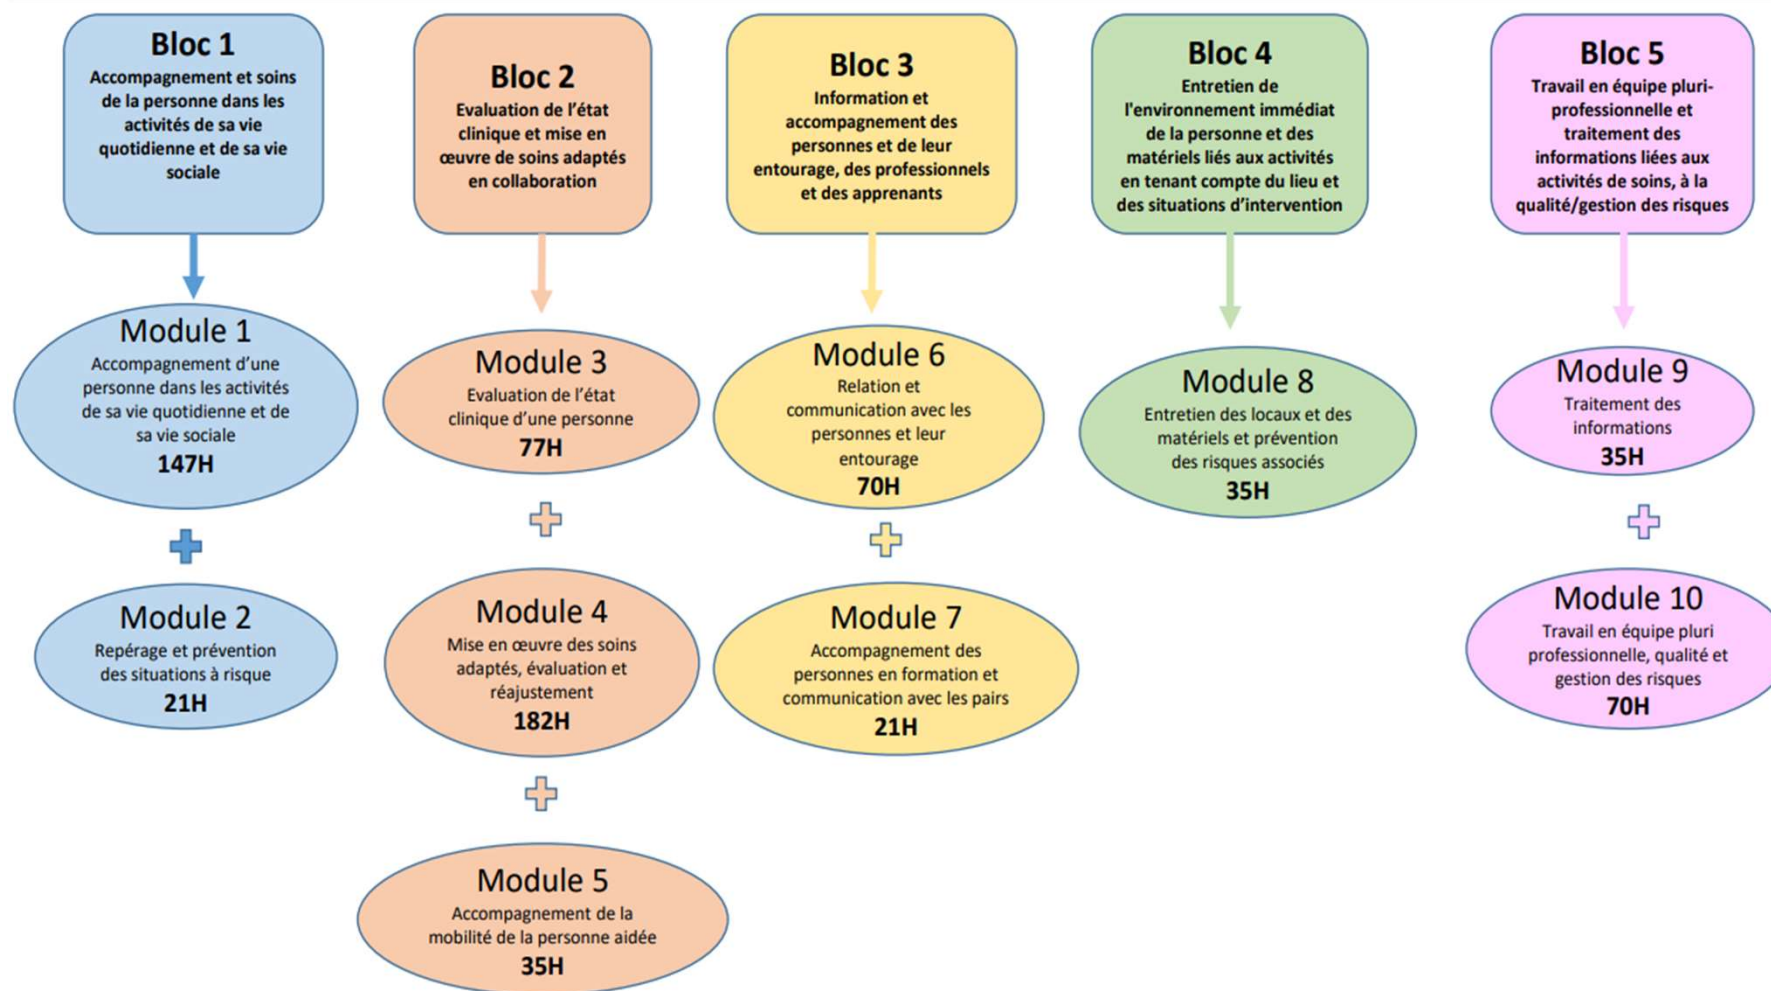 Bloc 1
Accompagnement et soins
de la personne dans les
activités de sa vie
quotidienne et de sa vie
sociale
Module 1
Accompagnement d’une
personne dans les activités
de sa vie quotidienne et de
sa vie sociale
147H
Module 2
Repérage et prévention
des situations à risque
21H
Bloc 2
Evaluation de l’état
clinique et mise en
œuvre de soins adaptés
en collaboration
Module 3
Evaluation de l’état
clinique d’une personne
77H
Module 4
Mise en œuvre des soins
adaptés, évaluation et
réajustement
182H
Module 5
Accompagnement de la
mobilité de la personne aidée
35H
Bloc 3
Information et
accompagnement des
personnes et de leur
entourage, des professionnels
et des apprenants
Module 6
Relation et
communication avec les
personnes et leur
entourage
70H
Module 7
Accompagnement des
personnes en formation et
communication avec les pairs
21H
Bloc 4
Entretien de
l'environnement immédiat
de la personne et des
matériels liés aux activités
en tenant compte du lieu et
des situations d’intervention
Module 8
Entretien des locaux et des
matériels et prévention
des risques associés
35H
Bloc 5
Travail en équipe pluri-
professionnelle et
traitement des
informations liées aux
activités de soins, à la
qualité/gestion des risques
Module 9
Traitement des
informations
35H
Module 10
Travail en équipe pluri
professionnelle, qualité et
gestion des risques
70H